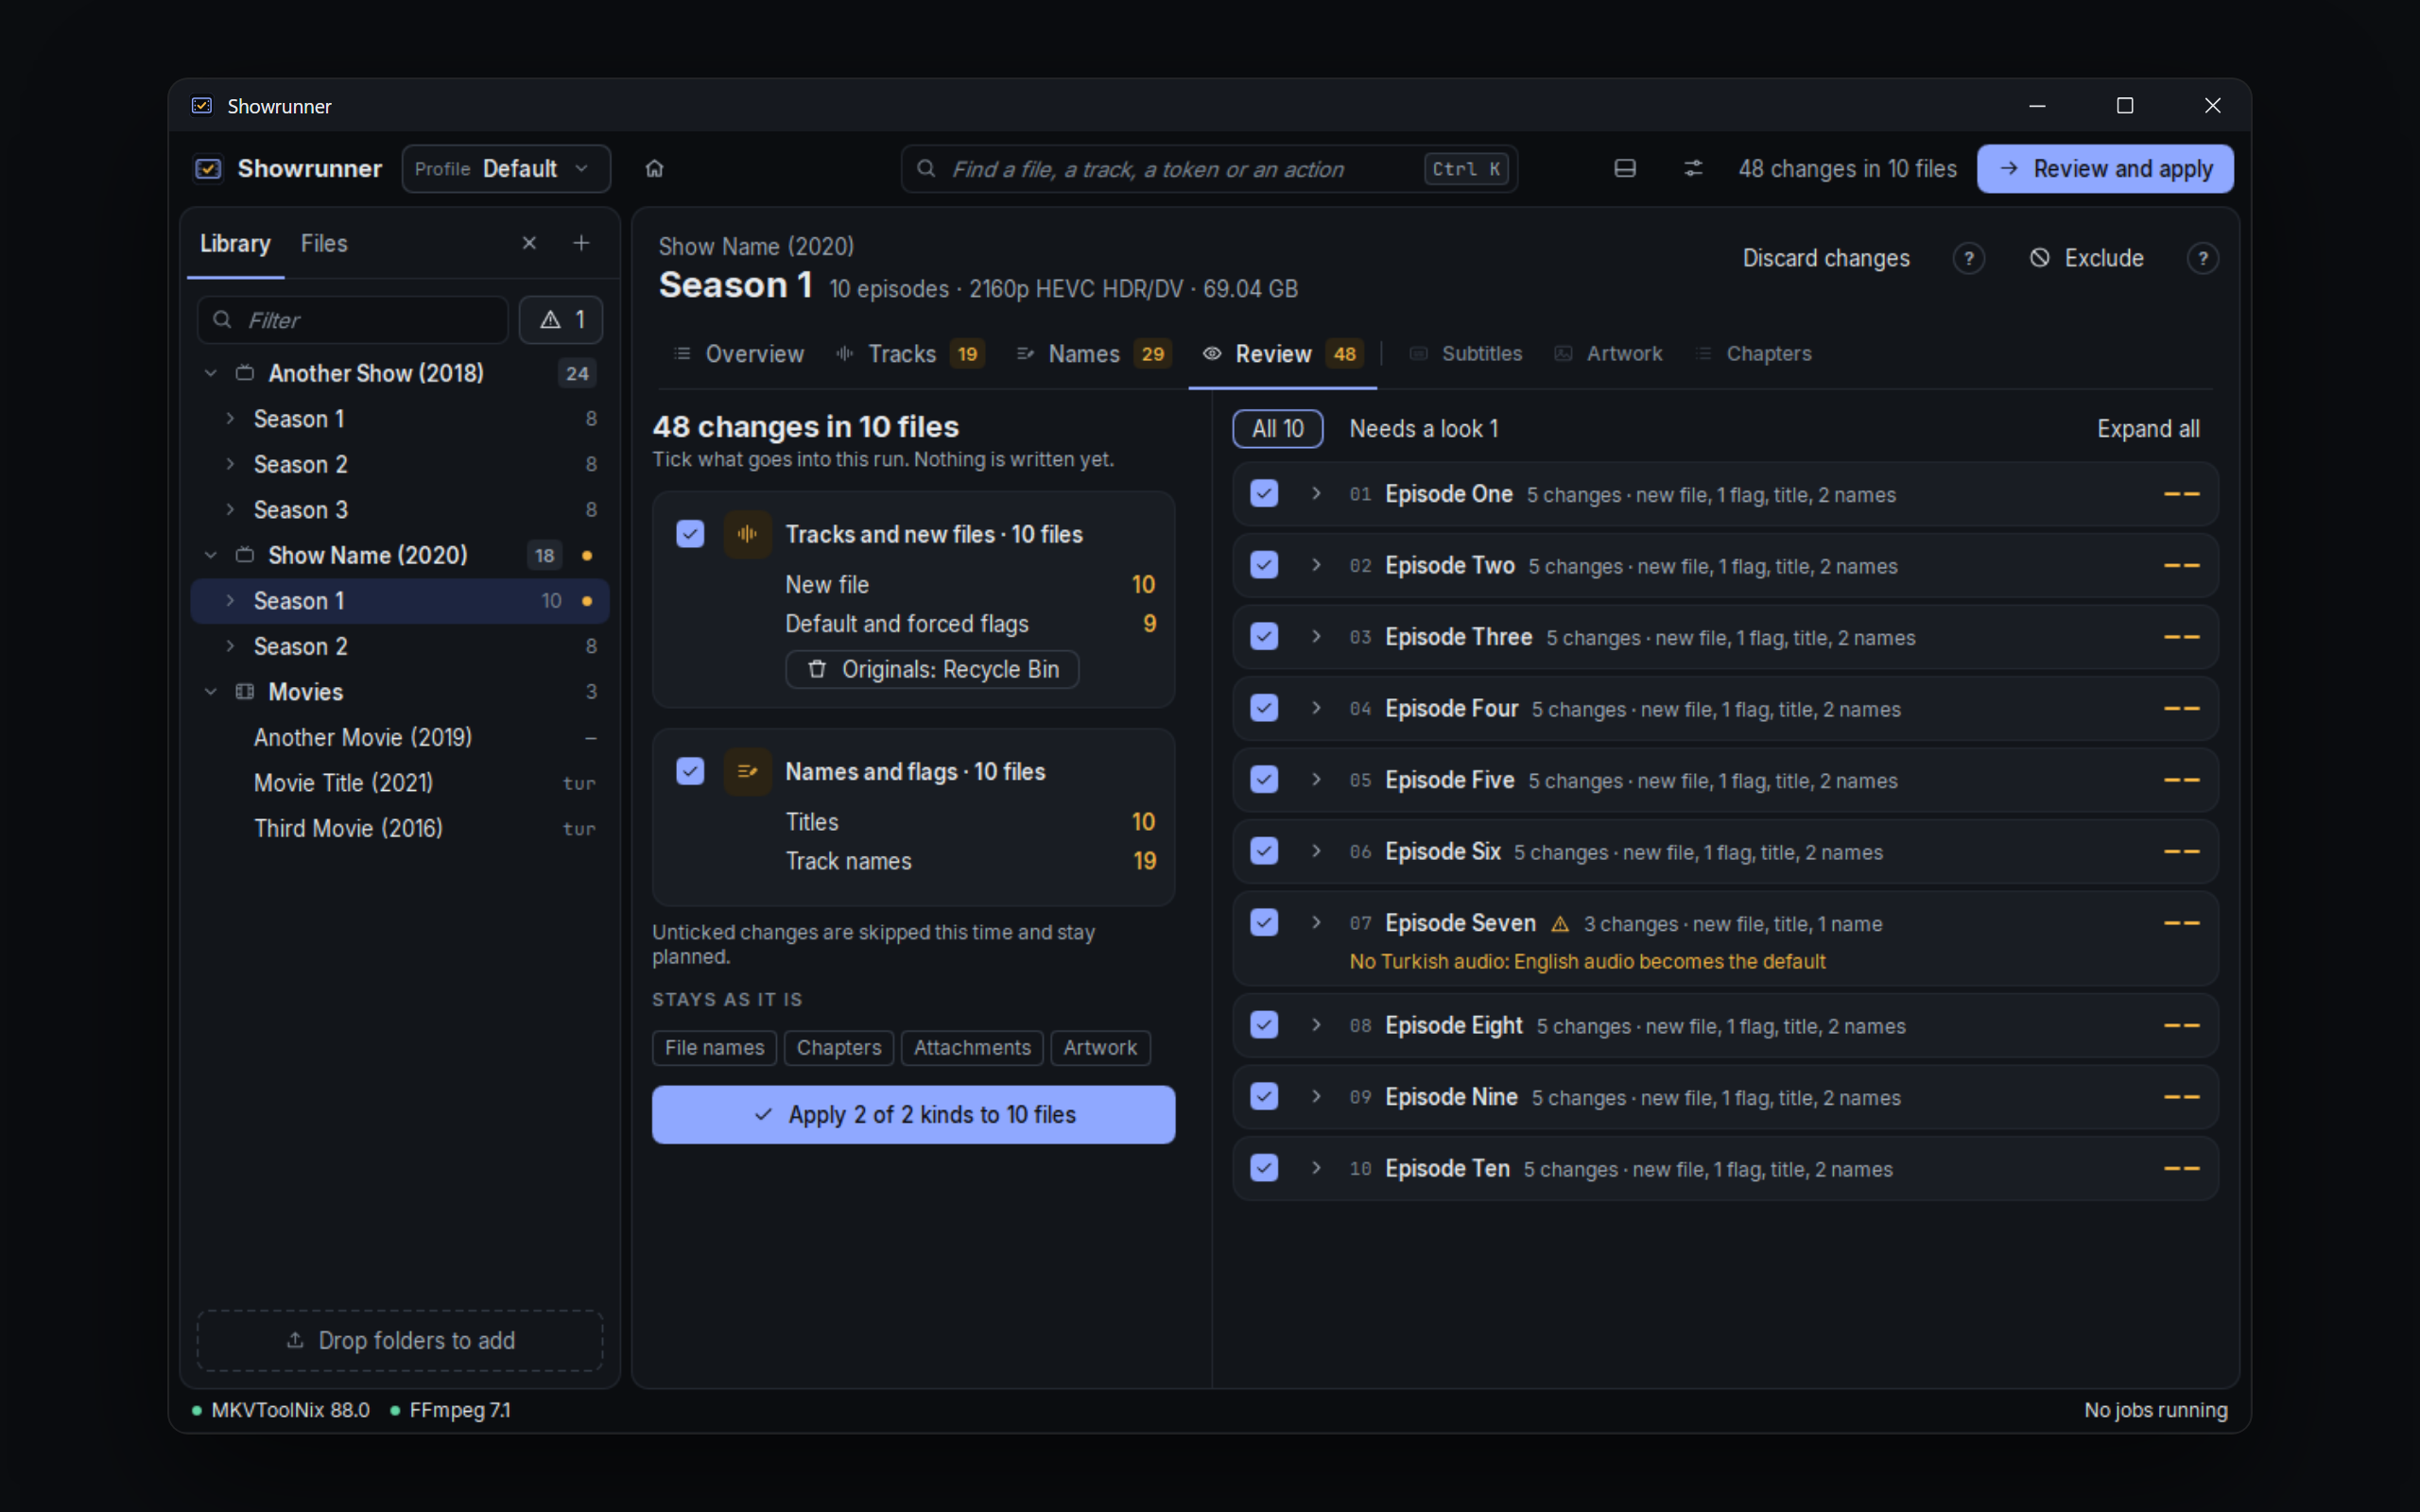 Showrunner
Showrunner
Profile Default
Find a file, a track, a token or an action
Ctrl K
48 changes in 10 files
Review and apply
Library
Files
Filter
1
Another Show (2018) 24
Season 1 8
Season 2 8
Season 3 8
Show Name (2020) 18
Season 1 10
Season 2 8
Movies 3
Another Movie (2019) –
Movie Title (2021) tur
Third Movie (2016) tur
Drop folders to add
Show Name (2020)
Season 1 10 episodes · 2160p HEVC HDR/DV · 69.04 GB
Discard changes ?
Exclude ?
Overview
Tracks 19
Names 29
Review 48
Subtitles
Artwork
Chapters
48 changes in 10 files
Tick what goes into this run. Nothing is written yet.
Tracks and new files · 10 files
New file 10
Default and forced flags 9
Originals: Recycle Bin
Names and flags · 10 files
Titles 10
Track names 19
Unticked changes are skipped this time and stay
planned.
STAYS AS IT IS
File names
Chapters
Attachments
Artwork
Apply 2 of 2 kinds to 10 files
All 10
Needs a look 1
Expand all
01 Episode One 5 changes · new file, 1 flag, title, 2 names
02 Episode Two 5 changes · new file, 1 flag, title, 2 names
03 Episode Three 5 changes · new file, 1 flag, title, 2 names
04 Episode Four 5 changes · new file, 1 flag, title, 2 names
05 Episode Five 5 changes · new file, 1 flag, title, 2 names
06 Episode Six 5 changes · new file, 1 flag, title, 2 names
07 Episode Seven 3 changes · new file, title, 1 name
No Turkish audio: English audio becomes the default
08 Episode Eight 5 changes · new file, 1 flag, title, 2 names
09 Episode Nine 5 changes · new file, 1 flag, title, 2 names
10 Episode Ten 5 changes · new file, 1 flag, title, 2 names
MKVToolNix 88.0
FFmpeg 7.1
No jobs running